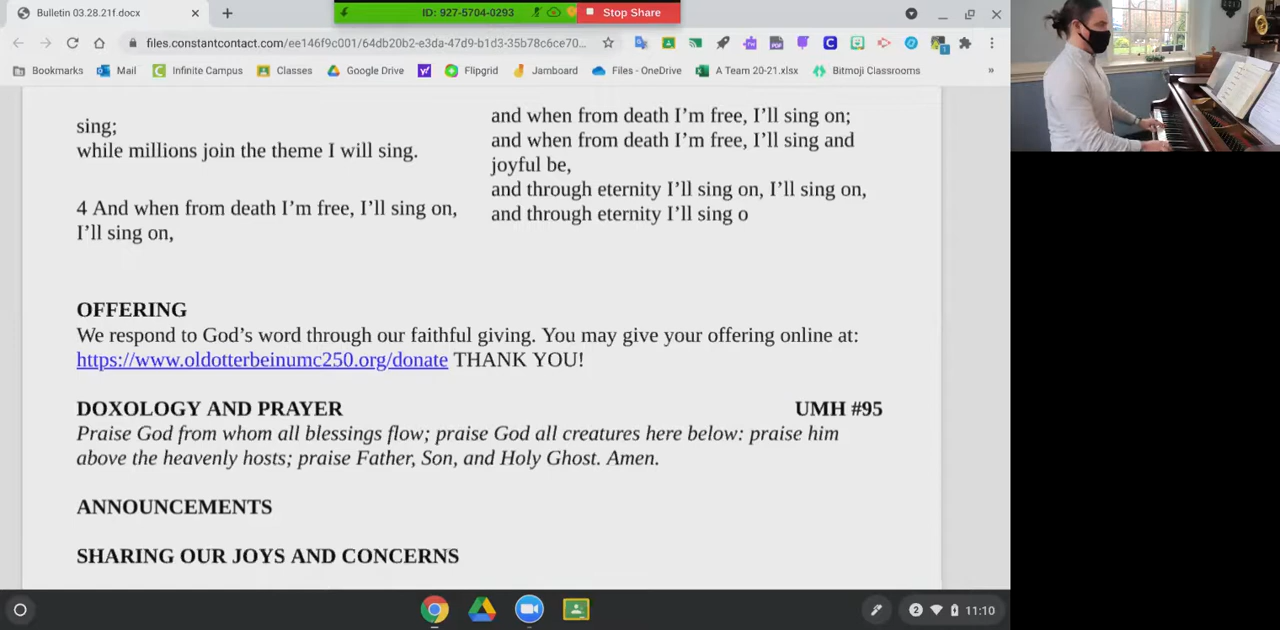 Bulletin 03.28.21f.docx
ID: 927-5704-0293
Stop Share
files.constantcontact.com/ee146f9c001/64db20b2-e3da-47d9-b1d3-35b78c6ce70...
Bookmarks
Mail
Infinite Campus
Classes
Google Drive
Flipgrid
Jamboard
Files - OneDrive
A Team 20-21.xlsx
Bitmoji Classrooms
»
sing;
while millions join the theme I will sing.
4 And when from death I'm free, I'll sing on,
I'll sing on,
and when from death I'm free, I'll sing on;
and when from death I'm free, I'll sing and
joyful be,
and through eternity I'll sing on, I'll sing on,
and through eternity I'll sing o
OFFERING
We respond to God's word through our faithful giving. You may give your offering online at:
https://www.oldotterbeinumc250.org/donate THANK YOU!
DOXOLOGY AND PRAYER UMH #95
Praise God from whom all blessings flow; praise God all creatures here below: praise him
above the heavenly hosts; praise Father, Son, and Holy Ghost. Amen.
ANNOUNCEMENTS
SHARING OUR JOYS AND CONCERNS
2
11:10